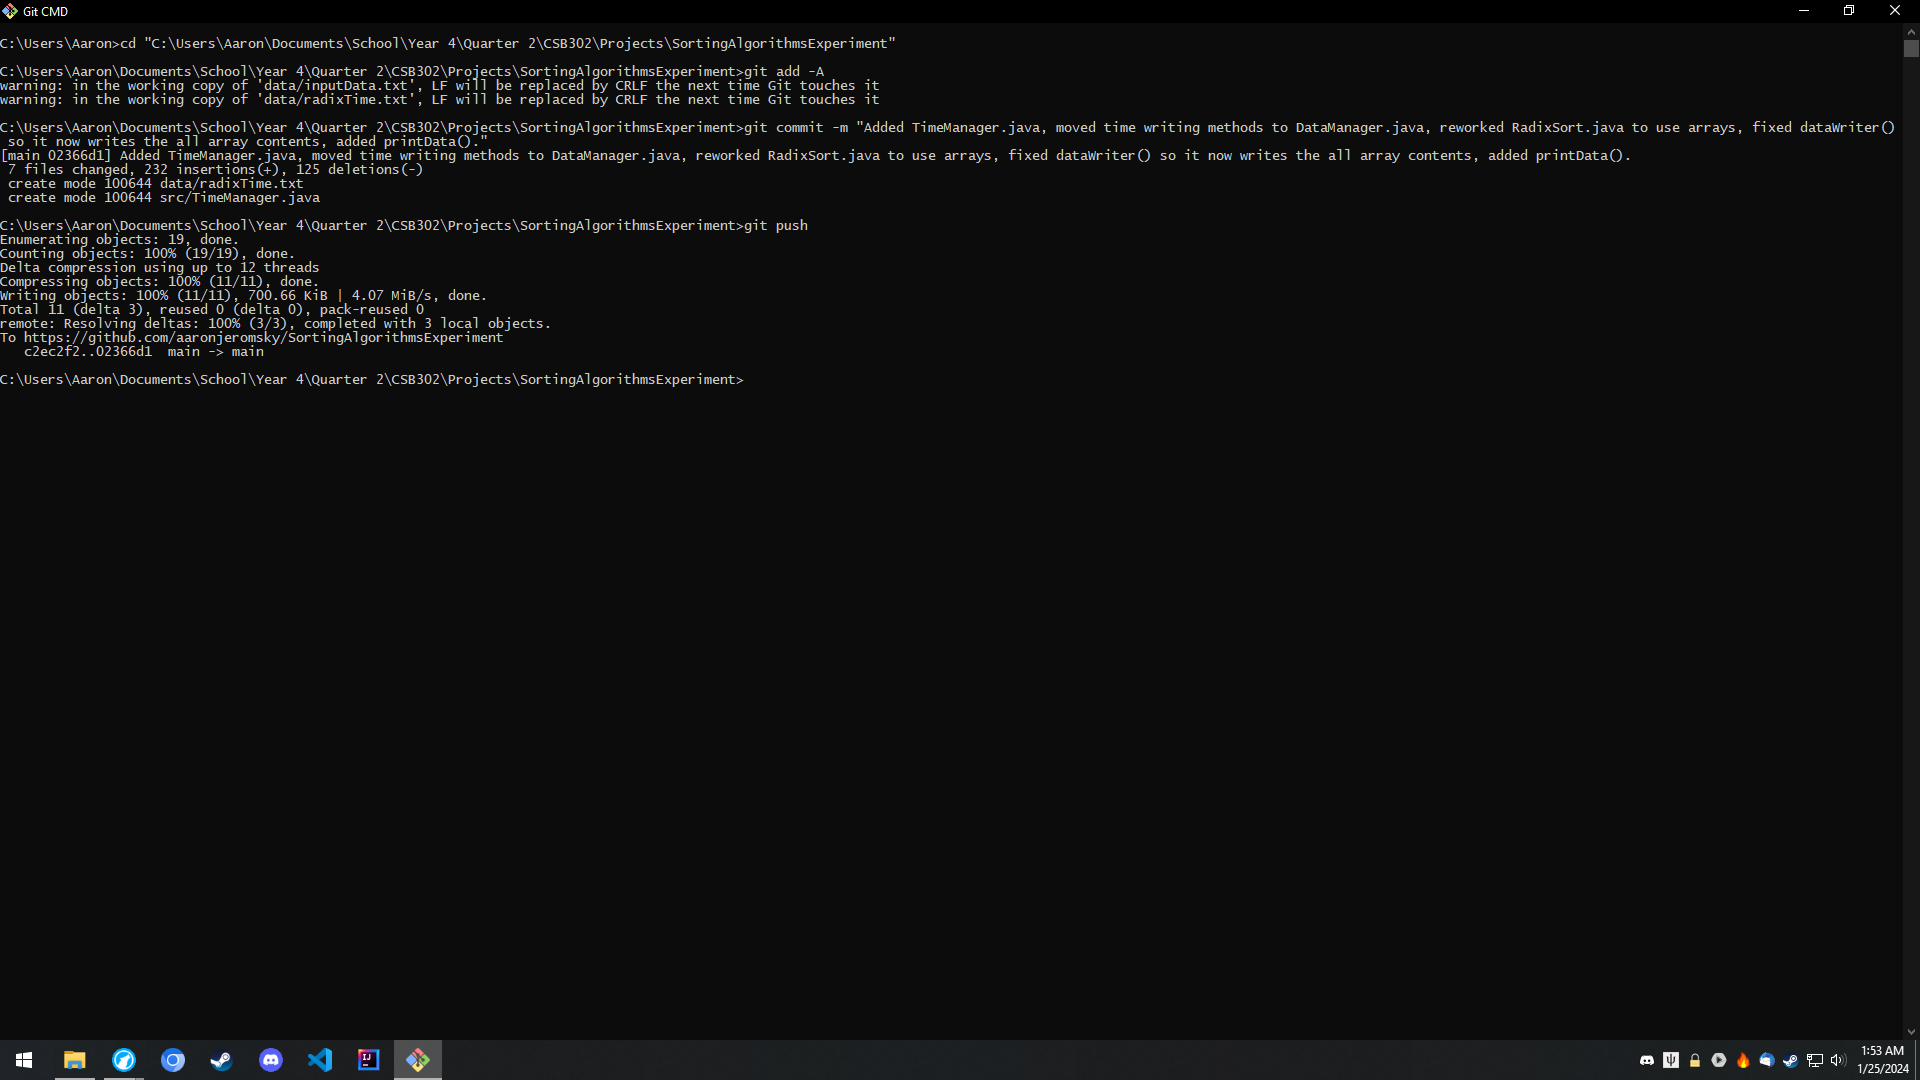 Git CMD
C:\Users\Aaron>cd "C:\Users\Aaron\Documents\School\Year 4\Quarter 2\CSB302\Projects\SortingAlgorithmsExperiment"
C:\Users\Aaron\Documents\School\Year 4\Quarter 2\CSB302\Projects\SortingAlgorithmsExperiment>git add -A
warning: in the working copy of 'data/inputData.txt', LF will be replaced by CRLF the next time Git touches it
warning: in the working copy of 'data/radixTime.txt', LF will be replaced by CRLF the next time Git touches it
C:\Users\Aaron\Documents\School\Year 4\Quarter 2\CSB302\Projects\SortingAlgorithmsExperiment>git commit -m "Added TimeManager.java, moved time writing methods to DataManager.java, reworked RadixSort.java to use arrays, fixed dataWriter()
 so it now writes the all array contents, added printData()."
[main 02366d1] Added TimeManager.java, moved time writing methods to DataManager.java, reworked RadixSort.java to use arrays, fixed dataWriter() so it now writes the all array contents, added printData().
 7 files changed, 232 insertions(+), 125 deletions(-)
 create mode 100644 data/radixTime.txt
 create mode 100644 src/TimeManager.java
C:\Users\Aaron\Documents\School\Year 4\Quarter 2\CSB302\Projects\SortingAlgorithmsExperiment>git push
Enumerating objects: 19, done.
Counting objects: 100% (19/19), done.
Delta compression using up to 12 threads
Compressing objects: 100% (11/11), done.
Writing objects: 100% (11/11), 700.66 KiB | 4.07 MiB/s, done.
Total 11 (delta 3), reused 0 (delta 0), pack-reused 0
remote: Resolving deltas: 100% (3/3), completed with 3 local objects.
To https://github.com/aaronjeromsky/SortingAlgorithmsExperiment
   c2ec2f2..02366d1  main -> main
C:\Users\Aaron\Documents\School\Year 4\Quarter 2\CSB302\Projects\SortingAlgorithmsExperiment>
IJ
1:53 AM
1/25/2024